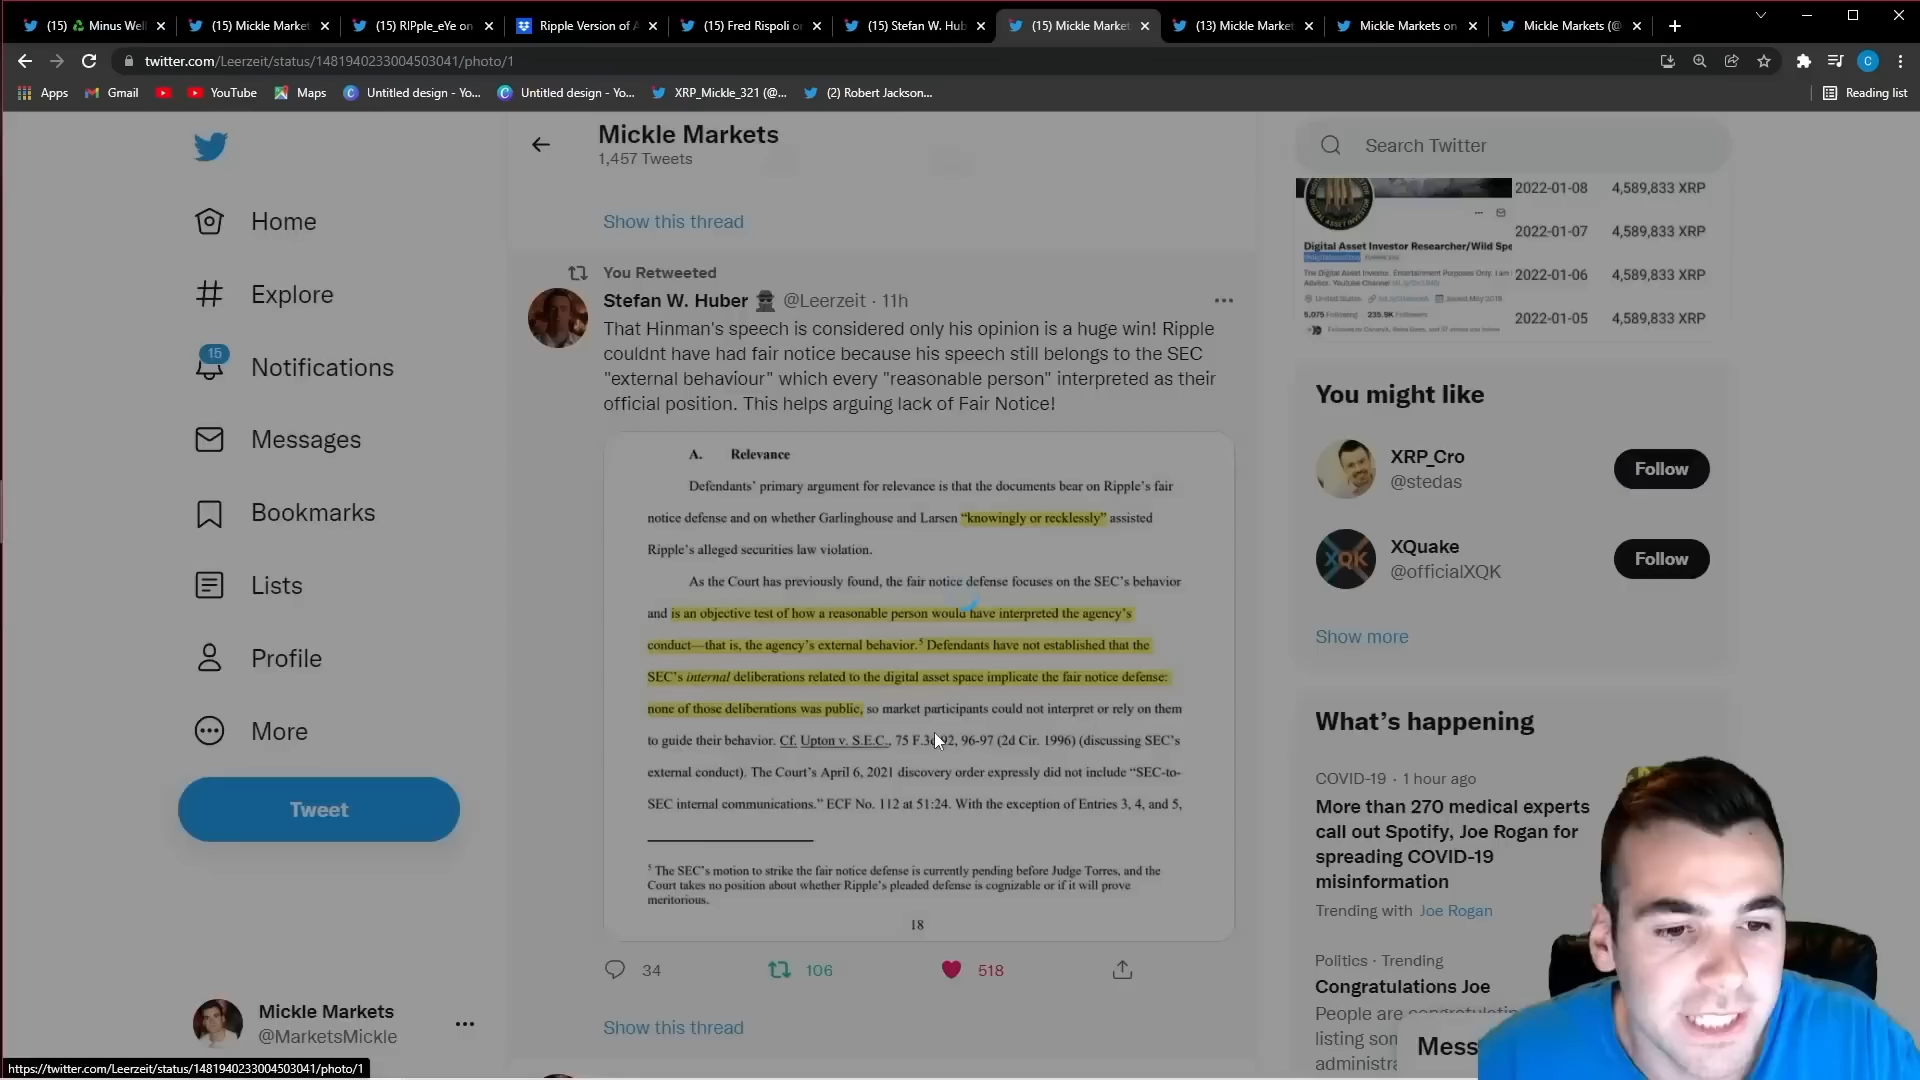 (15) ♻ Minus Wel
(15) Mickle Market
(15) RIPple_eYe on
Ripple Version of A
(15) Fred Rispoli o
(15) Stefan W. Hub
(15) Mickle Market
(13) Mickle Market
Mickle Markets on
Mickle Markets (@
twitter.com/Leerzeit/status/1481940233004503041/photo/1
C
Apps
Gmail
YouTube
Maps
Untitled design - Yo...
Untitled design - Yo...
XRP_Mickle_321 (@...
(2) Robert Jackson...
Reading list
Home
Explore
15
Notifications
Messages
Bookmarks
Lists
Profile
More
Tweet
Mickle Markets
@MarketsMickle
https://twitter.com/Leerzeit/status/1481940233004503041/photo/1
Mickle Markets
1,457 Tweets
Show this thread
You Retweeted
Stefan W. Huber @Leerzeit · 11h
That Hinman's speech is considered only his opinion is a huge win! Ripple
couldnt have had fair notice because his speech still belongs to the SEC
"external behaviour" which every "reasonable person" interpreted as their
official position. This helps arguing lack of Fair Notice!
A. Relevance
Defendants' primary argument for relevance is that the documents bear on Ripple's fair
notice defense and on whether Garlinghouse and Larsen "knowingly or recklessly" assisted
Ripple's alleged securities law violation.
As the Court has previously found, the fair notice defense focuses on the SEC's behavior
and is an objective test of how a reasonable person would have interpreted the agency's
conduct—that is, the agency's external behavior.⁵ Defendants have not established that the
SEC's internal deliberations related to the digital asset space implicate the fair notice defense:
none of those deliberations was public, so market participants could not interpret or rely on them
to guide their behavior. Cf. Upton v. S.E.C., 75 F.3d 92, 96-97 (2d Cir. 1996) (discussing SEC's
external conduct). The Court's April 6, 2021 discovery order expressly did not include "SEC-to-
SEC internal communications." ECF No. 112 at 51:24. With the exception of Entries 3, 4, and 5,
⁵ The SEC's motion to strike the fair notice defense is currently pending before Judge Torres, and the
Court takes no position about whether Ripple's pleaded defense is cognizable or if it will prove
meritorious.
18
34
106
518
Show this thread
Search Twitter
Digital Asset Investor Researcher/Wild Spe
2022-01-08 4,589,833 XRP
2022-01-07 4,589,833 XRP
2022-01-06 4,589,833 XRP
2022-01-05 4,589,833 XRP
You might like
XRP_Cro
@stedas
Follow
XQK
XQuake
@officialXQK
Follow
Show more
What's happening
COVID-19 · 1 hour ago
More than 270 medical experts
call out Spotify, Joe Rogan for
spreading COVID-19
misinformation
Trending with Joe Rogan
Politics · Trending
Congratulations Joe
People are congratulatin
listing som
administra
Mess